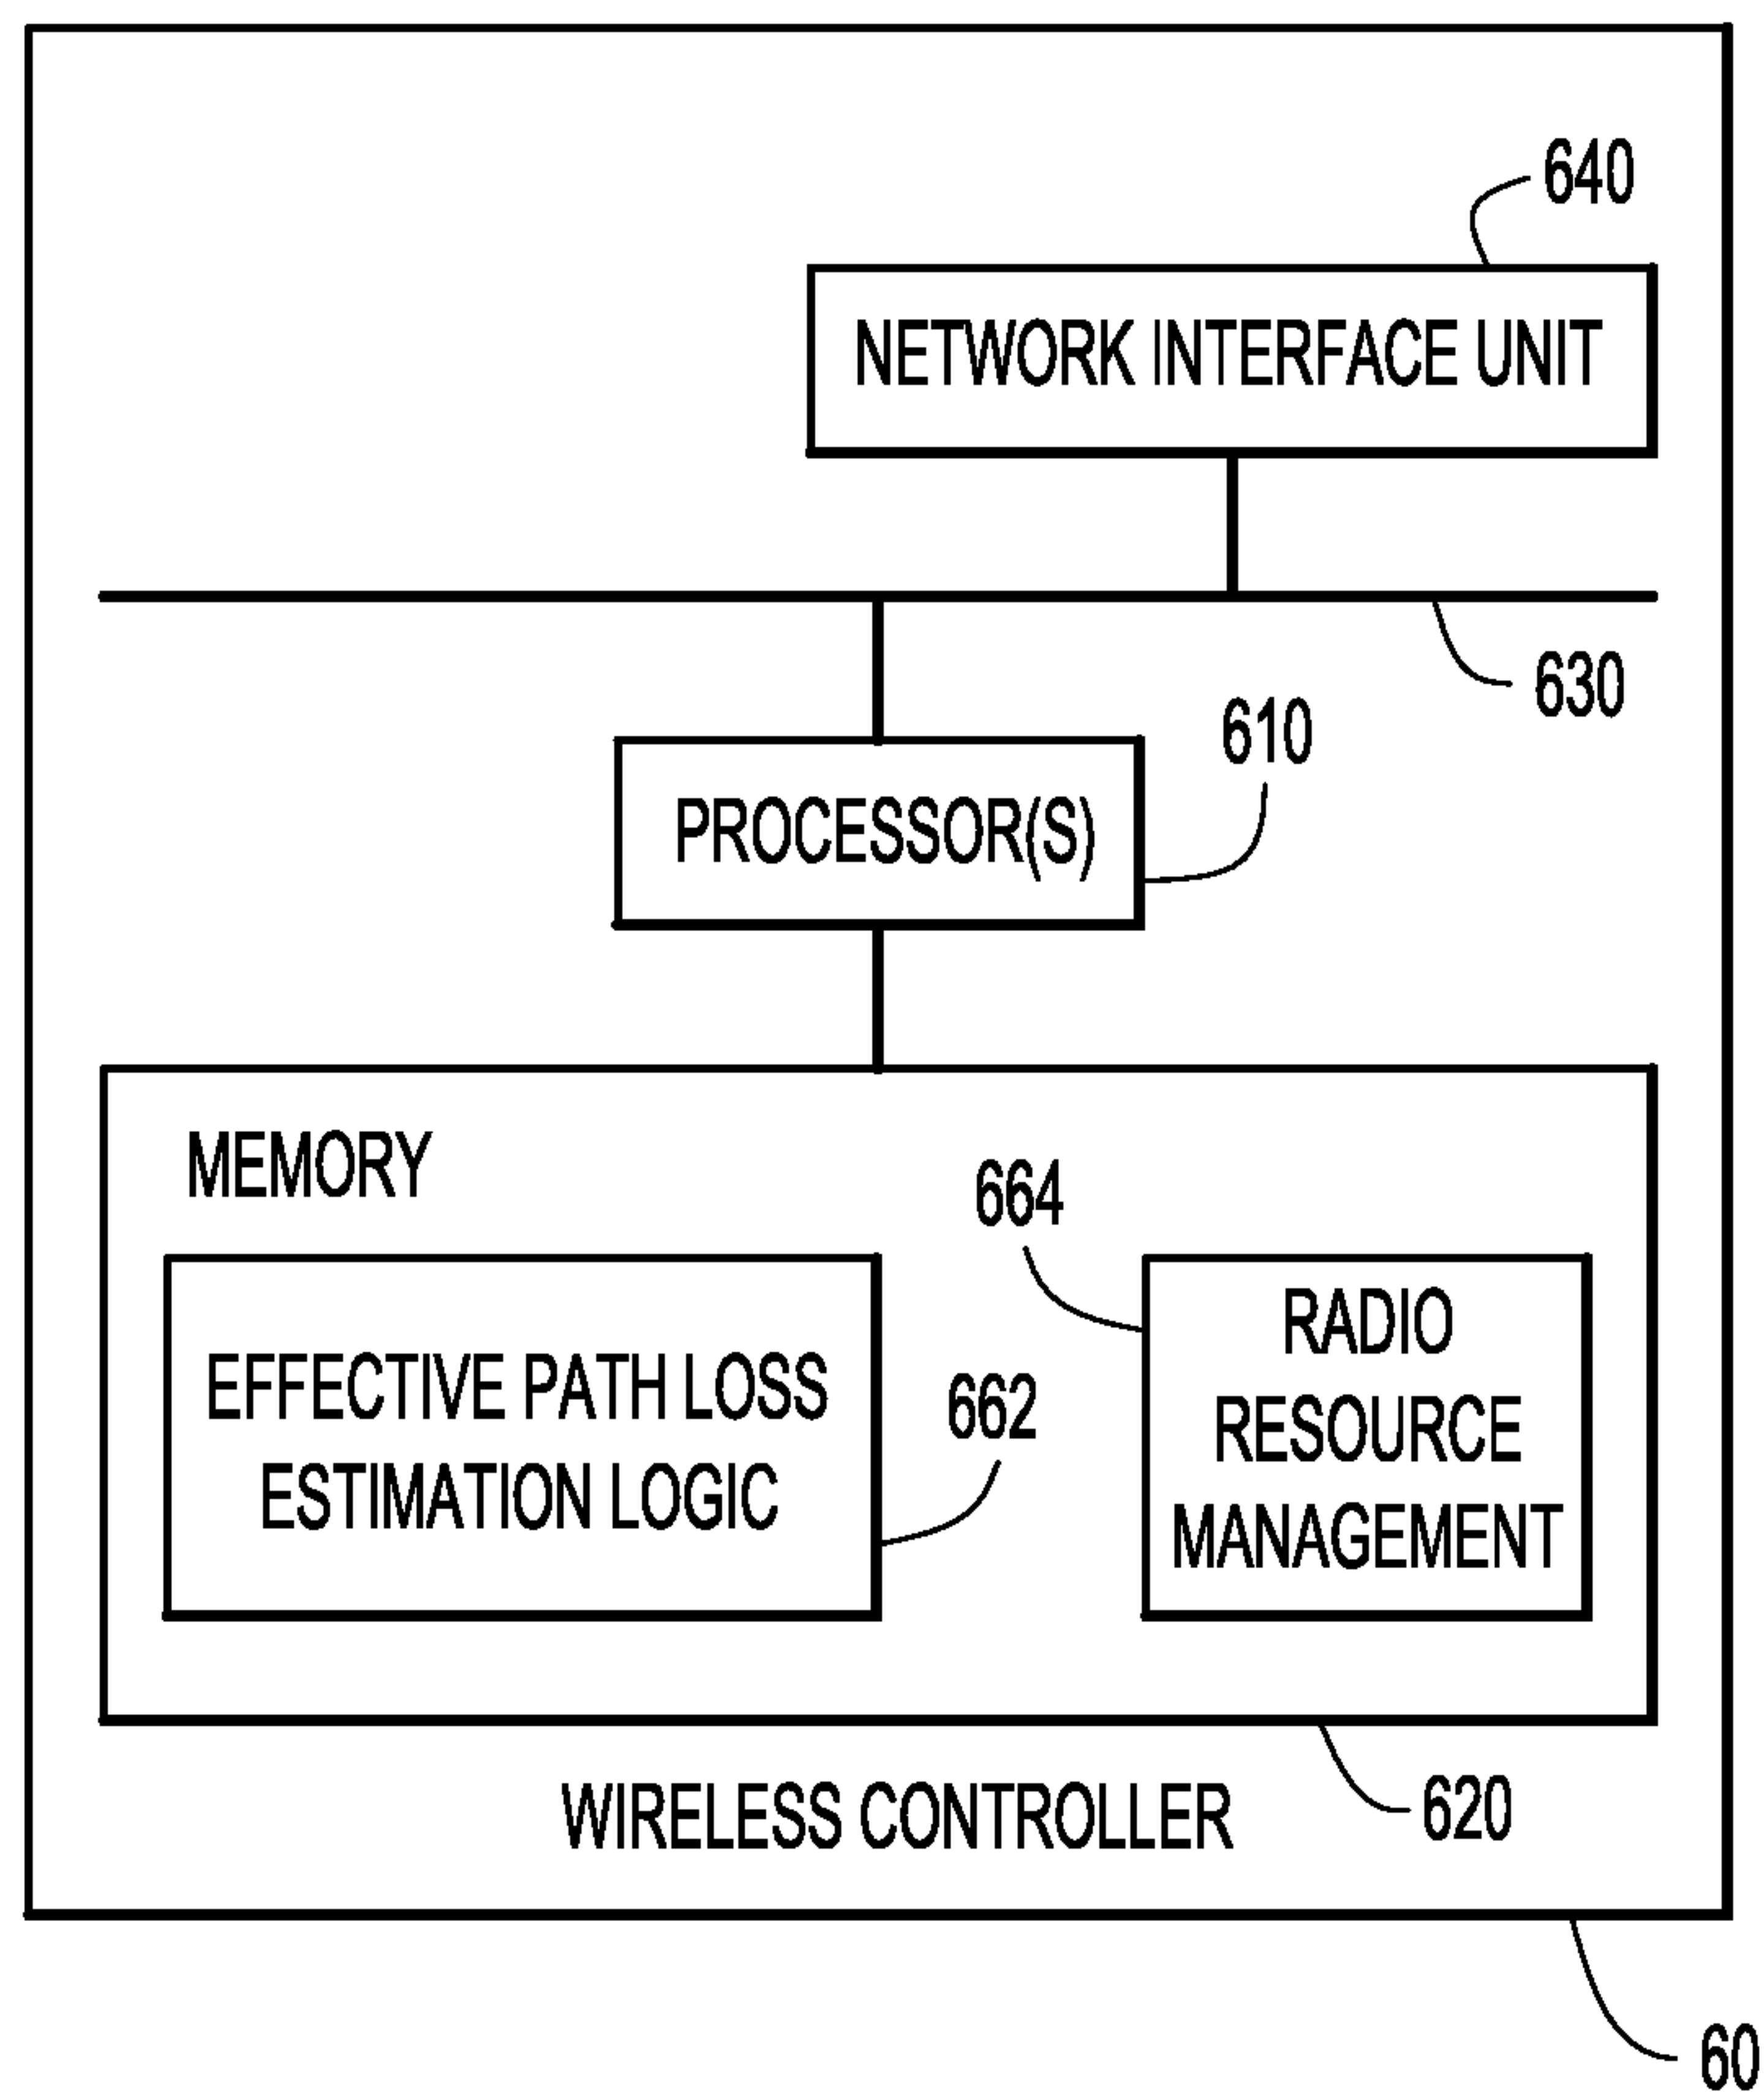 640
NETWORK INTERFACE UNIT
630
610
PROCESSOR(S)
MEMORY
664
662
EFFECTIVE PATH LOSS
ESTIMATION LOGIC
RADIO
RESOURCE
MANAGEMENT
WIRELESS CONTROLLER
620
60